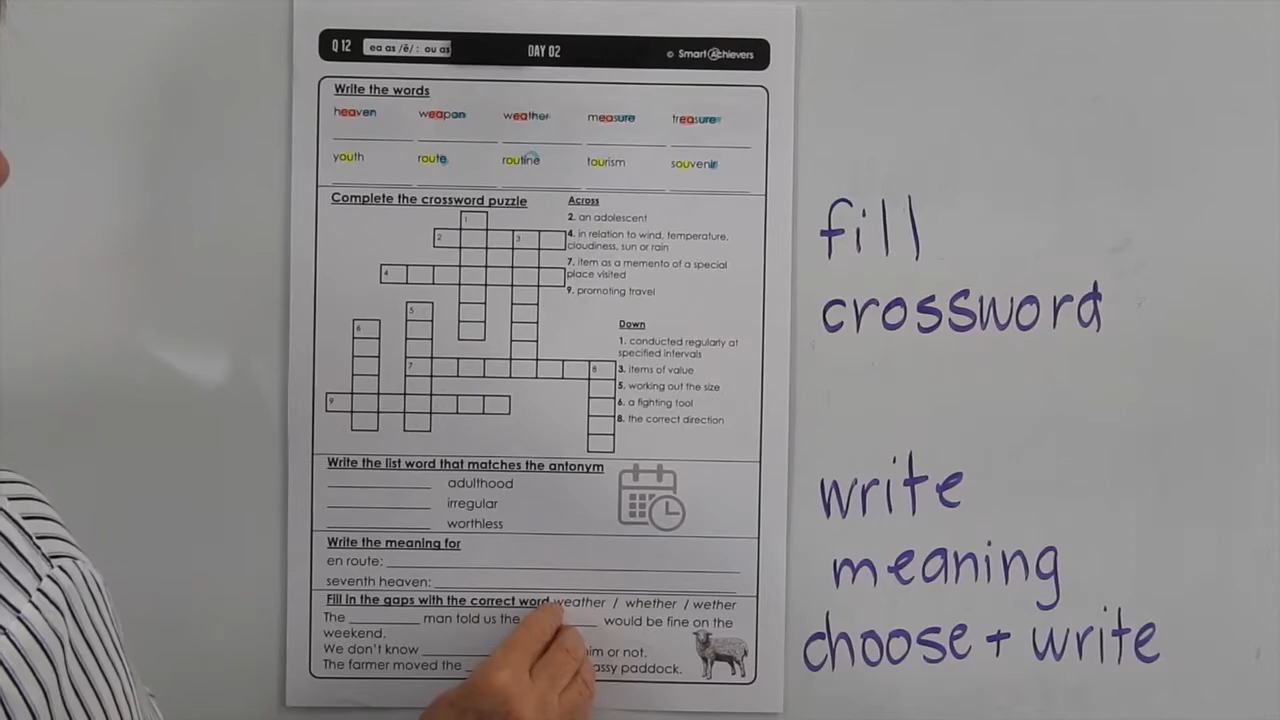 Q 12 ea as /ĕ/ : ou as DAY 02 © SmartAchievers
Write the words
heaven weapon weather measure treasure
youth route routine tourism souvenir
Complete the crossword puzzle
Across
2. an adolescent
4. in relation to wind, temperature,
cloudiness, sun or rain
7. item as a memento of a special
place visited
9. promoting travel
Down
1. conducted regularly at
specified intervals
3. items of value
5. working out the size
6. a fighting tool
8. the correct direction
1
2 3
4
5
6
7 8
9
Write the list word that matches the antonym
adulthood
irregular
worthless
Write the meaning for
en route:
seventh heaven:
Fill in the gaps with the correct word weather / whether / wether
The man told us the would be fine on the
weekend.
We don't know him or not.
The farmer moved the paddock.
fill
crossword
write
meaning
choose + write